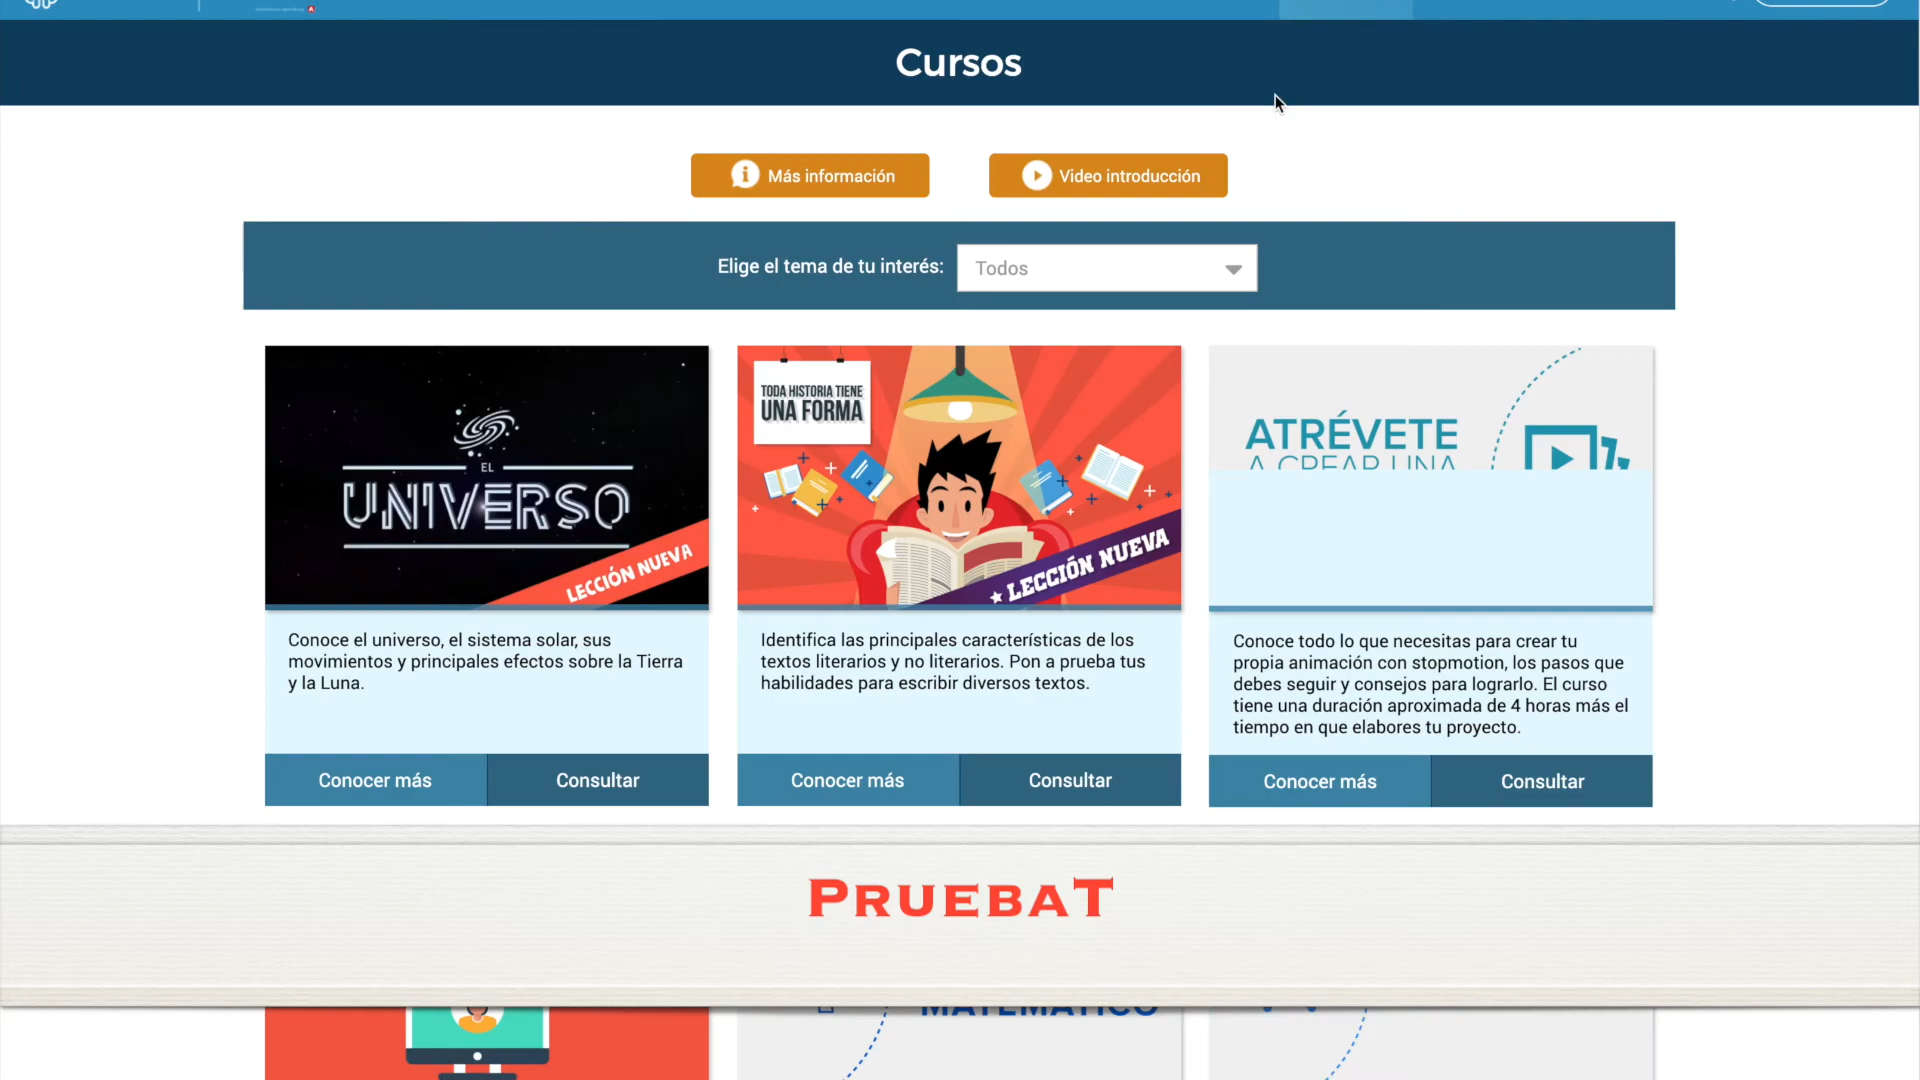 Cursos
Más información
Video introducción
Elige el tema de tu interés:
Todos
EL
UNIVERSO
LECCIÓN NUEVA
Conoce el universo, el sistema solar, sus
movimientos y principales efectos sobre la Tierra
y la Luna.
Conocer más
Consultar
TODA HISTORIA TIENE
UNA FORMA
LECCIÓN NUEVA
Identifica las principales características de los
textos literarios y no literarios. Pon a prueba tus
habilidades para escribir diversos textos.
Conocer más
Consultar
ATRÉVETE
A CREAR UNA
Conoce todo lo que necesitas para crear tu
propia animación con stopmotion, los pasos que
debes seguir y consejos para lograrlo. El curso
tiene una duración aproximada de 4 horas más el
tiempo en que elabores tu proyecto.
Conocer más
Consultar
PRUEBAT
MATEMÁTICO